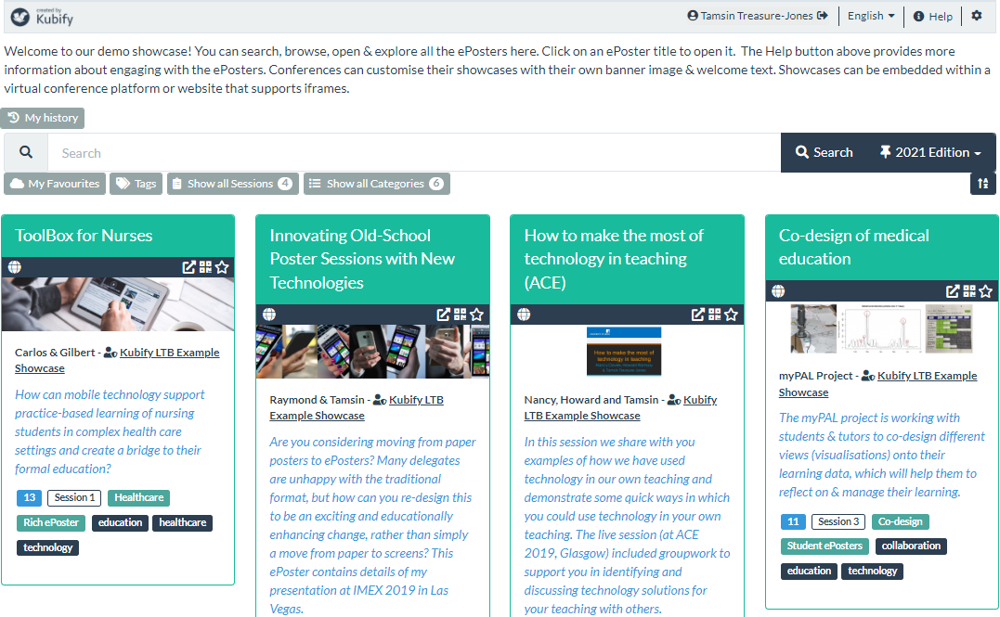 created by
Kubify
Tamsin Treasure-Jones
English
Help
Welcome to our demo showcase! You can search, browse, open & explore all the ePosters here. Click on an ePoster title to open it. The Help button above provides more
information about engaging with the ePosters. Conferences can customise their showcases with their own banner image & welcome text. Showcases can be embedded within a
virtual conference platform or website that supports iframes.
My history
Search
Search
2021 Edition
My Favourites
Tags
Show all Sessions 4
Show all Categories 6
ToolBox for Nurses
Carlos & Gilbert - Kubify LTB Example
Showcase
How can mobile technology support
practice-based learning of nursing
students in complex health care
settings and create a bridge to their
formal education?
13 Session 1 Healthcare
Rich ePoster education healthcare
technology
Innovating Old-School
Poster Sessions with New
Technologies
Raymond & Tamsin - Kubify LTB
Example Showcase
Are you considering moving from paper
posters to ePosters? Many delegates
are unhappy with the traditional
format, but how can you re-design this
to be an exciting and educationally
enhancing change, rather than simply
a move from paper to screens? This
ePoster contains details of my
presentation at IMEX 2019 in Las
Vegas.
How to make the most of
technology in teaching
(ACE)
How to make the most of
technology in teaching
Nancy, Howard and Tamsin - Kubify
LTB Example Showcase
In this session we share with you
examples of how we have used
technology in our own teaching and
demonstrate some quick ways in which
you could use technology in your own
teaching. The live session (at ACE
2019, Glasgow) included groupwork to
support you in identifying and
discussing technology solutions for
your teaching with others.
Co-design of medical
education
myPAL Project - Kubify LTB Example
Showcase
The myPAL project is working with
students & tutors to co-design different
views (visualisations) onto their
learning data, which will help them to
reflect on & manage their learning.
11 Session 3 Co-design
Student ePosters collaboration
education technology